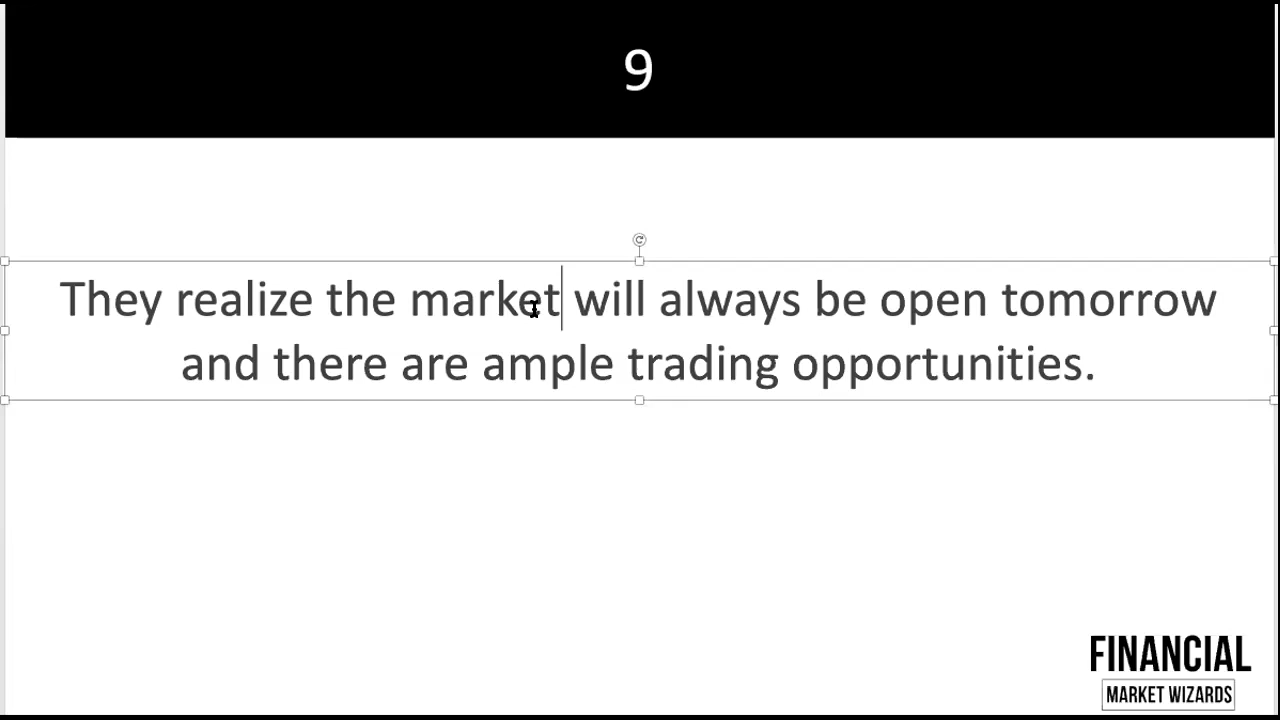 9
They realize the market will always be open tomorrow
and there are ample trading opportunities.
FINANCIAL
MARKET WIZARDS